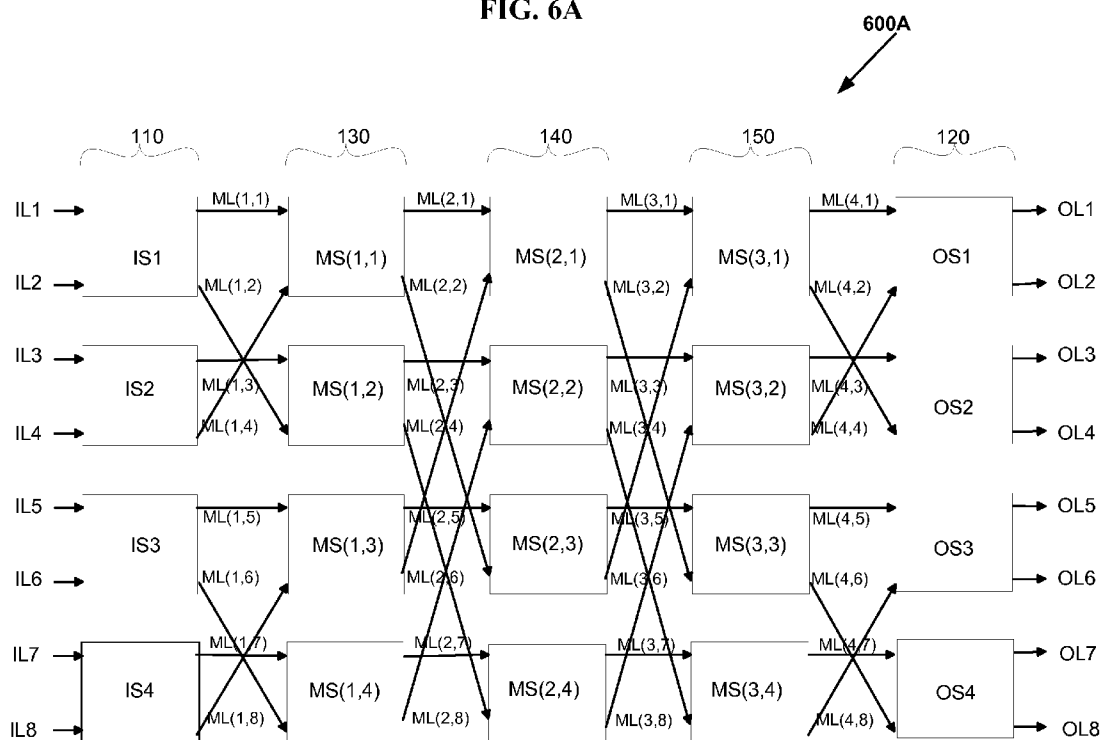 FIG. 6A
600A
110 130 140 150 120
IL1 ML(1,1) ML(2,1) ML(3,1) ML(4,1) OL1
IS1 MS(1,1) MS(2,1) MS(3,1) OS1
IL2 ML(1,2) ML(2,2) ML(3,2) ML(4,2) OL2
IL3 OL3
IS2 ML(1,3) MS(1,2) ML(2,3) MS(2,2) ML(3,3) MS(3,2) ML(4,3) OS2
IL4 ML(1,4) ML(2,4) ML(3,4) ML(4,4) OL4
IL5 ML(1,5) ML(2,5) ML(3,5) ML(4,5) OL5
IS3 MS(1,3) MS(2,3) MS(3,3) OS3
IL6 ML(1,6) ML(2,6) ML(3,6) ML(4,6) OL6
IL7 ML(1,7) ML(2,7) ML(3,7) ML(4,7) OL7
IS4 MS(1,4) MS(2,4) MS(3,4) OS4
IL8 ML(1,8) ML(2,8) ML(3,8) ML(4,8) OL8